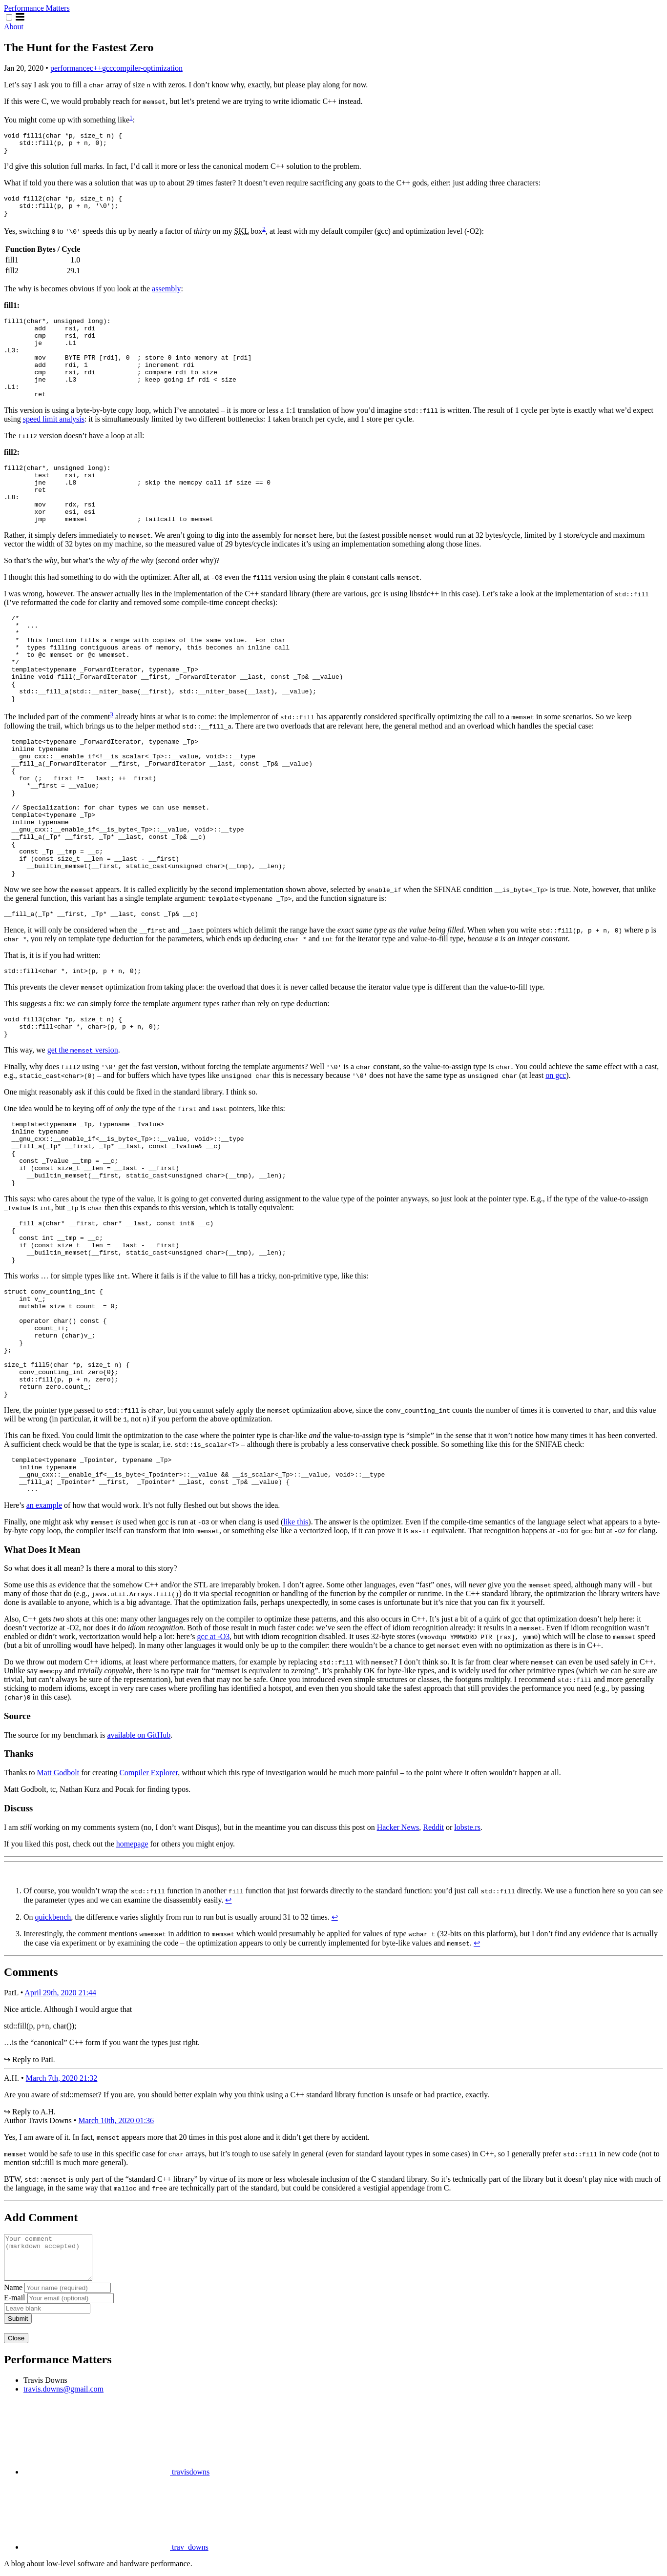 Performance Matters
About
The Hunt for the Fastest Zero
Jan 20, 2020 • performancec++gcccompiler-optimization
Let's say I ask you to fill a char array of size n with zeros. I don't know why, exactly, but please play along for now.
If this were C, we would probably reach for memset, but let's pretend we are trying to write idiomatic C++ instead.
You might come up with something like1:
void fill1(char *p, size_t n) {
    std::fill(p, p + n, 0);
}
I'd give this solution full marks. In fact, I'd call it more or less the canonical modern C++ solution to the problem.
What if told you there was a solution that was up to about 29 times faster? It doesn't even require sacrificing any goats to the C++ gods, either: just adding three characters:
void fill2(char *p, size_t n) {
    std::fill(p, p + n, '\0');
}
Yes, switching 0 to '\0' speeds this up by nearly a factor of thirty on my SKL box2, at least with my default compiler (gcc) and optimization level (-O2):
Function Bytes / Cycle
fill1 1.0
fill2 29.1
The why is becomes obvious if you look at the assembly:
fill1:
fill1(char*, unsigned long):
        add     rsi, rdi
        cmp     rsi, rdi
        je      .L1
.L3:
        mov     BYTE PTR [rdi], 0  ; store 0 into memory at [rdi]
        add     rdi, 1             ; increment rdi
        cmp     rsi, rdi           ; compare rdi to size
        jne     .L3                ; keep going if rdi < size
.L1:
        ret
This version is using a byte-by-byte copy loop, which I've annotated – it is more or less a 1:1 translation of how you'd imagine std::fill is written. The result of 1 cycle per byte is exactly what we'd expect
using speed limit analysis: it is simultaneously limited by two different bottlenecks: 1 taken branch per cycle, and 1 store per cycle.
The fill2 version doesn't have a loop at all:
fill2:
fill2(char*, unsigned long):
        test    rsi, rsi
        jne     .L8                ; skip the memcpy call if size == 0
        ret
.L8:
        mov     rdx, rsi
        xor     esi, esi
        jmp     memset             ; tailcall to memset
Rather, it simply defers immediately to memset. We aren't going to dig into the assembly for memset here, but the fastest possible memset would run at 32 bytes/cycle, limited by 1 store/cycle and maximum
vector the width of 32 bytes on my machine, so the measured value of 29 bytes/cycle indicates it's using an implementation something along those lines.
So that's the why, but what's the why of the why (second order why)?
I thought this had something to do with the optimizer. After all, at -O3 even the fill1 version using the plain 0 constant calls memset.
I was wrong, however. The answer actually lies in the implementation of the C++ standard library (there are various, gcc is using libstdc++ in this case). Let's take a look at the implementation of std::fill
(I've reformatted the code for clarity and removed some compile-time concept checks):
  /*
   *  ...
   *
   *  This function fills a range with copies of the same value.  For char
   *  types filling contiguous areas of memory, this becomes an inline call
   *  to @c memset or @c wmemset.
  */
  template<typename _ForwardIterator, typename _Tp>
  inline void fill(_ForwardIterator __first, _ForwardIterator __last, const _Tp& __value)
  {
    std::__fill_a(std::__niter_base(__first), std::__niter_base(__last), __value);
  }
The included part of the comment3 already hints at what is to come: the implementor of std::fill has apparently considered specifically optimizing the call to a memset in some scenarios. So we keep
following the trail, which brings us to the helper method std::__fill_a. There are two overloads that are relevant here, the general method and an overload which handles the special case:
  template<typename _ForwardIterator, typename _Tp>
  inline typename
  __gnu_cxx::__enable_if<!__is_scalar<_Tp>::__value, void>::__type
  __fill_a(_ForwardIterator __first, _ForwardIterator __last, const _Tp& __value)
  {
    for (; __first != __last; ++__first)
      *__first = __value;
  }
  // Specialization: for char types we can use memset.
  template<typename _Tp>
  inline typename
  __gnu_cxx::__enable_if<__is_byte<_Tp>::__value, void>::__type
  __fill_a(_Tp* __first, _Tp* __last, const _Tp& __c)
  {
    const _Tp __tmp = __c;
    if (const size_t __len = __last - __first)
      __builtin_memset(__first, static_cast<unsigned char>(__tmp), __len);
  }
Now we see how the memset appears. It is called explicitly by the second implementation shown above, selected by enable_if when the SFINAE condition __is_byte<_Tp> is true. Note, however, that unlike
the general function, this variant has a single template argument: template<typename _Tp>, and the function signature is:
__fill_a(_Tp* __first, _Tp* __last, const _Tp& __c)
Hence, it will only be considered when the __first and __last pointers which delimit the range have the exact same type as the value being filled. When when you write std::fill(p, p + n, 0) where p is
char *, you rely on template type deduction for the parameters, which ends up deducing char * and int for the iterator type and value-to-fill type, because 0 is an integer constant.
That is, it is if you had written:
std::fill<char *, int>(p, p + n, 0);
This prevents the clever memset optimization from taking place: the overload that does it is never called because the iterator value type is different than the value-to-fill type.
This suggests a fix: we can simply force the template argument types rather than rely on type deduction:
void fill3(char *p, size_t n) {
    std::fill<char *, char>(p, p + n, 0);
}
This way, we get the memset version.
Finally, why does fill2 using '\0' get the fast version, without forcing the template arguments? Well '\0' is a char constant, so the value-to-assign type is char. You could achieve the same effect with a cast,
e.g., static_cast<char>(0) – and for buffers which have types like unsigned char this is necessary because '\0' does not have the same type as unsigned char (at least on gcc).
One might reasonably ask if this could be fixed in the standard library. I think so.
One idea would be to keying off of only the type of the first and last pointers, like this:
  template<typename _Tp, typename _Tvalue>
  inline typename
  __gnu_cxx::__enable_if<__is_byte<_Tp>::__value, void>::__type
  __fill_a(_Tp* __first, _Tp* __last, const _Tvalue& __c)
  {
    const _Tvalue __tmp = __c;
    if (const size_t __len = __last - __first)
      __builtin_memset(__first, static_cast<unsigned char>(__tmp), __len);
  }
This says: who cares about the type of the value, it is going to get converted during assignment to the value type of the pointer anyways, so just look at the pointer type. E.g., if the type of the value-to-assign
_Tvalue is int, but _Tp is char then this expands to this version, which is totally equivalent:
  __fill_a(char* __first, char* __last, const int& __c)
  {
    const int __tmp = __c;
    if (const size_t __len = __last - __first)
      __builtin_memset(__first, static_cast<unsigned char>(__tmp), __len);
  }
This works … for simple types like int. Where it fails is if the value to fill has a tricky, non-primitive type, like this:
struct conv_counting_int {
    int v_;
    mutable size_t count_ = 0;
    operator char() const {
        count_++;
        return (char)v_;
    }
};
size_t fill5(char *p, size_t n) {
    conv_counting_int zero{0};
    std::fill(p, p + n, zero);
    return zero.count_;
}
Here, the pointer type passed to std::fill is char, but you cannot safely apply the memset optimization above, since the conv_counting_int counts the number of times it is converted to char, and this value
will be wrong (in particular, it will be 1, not n) if you perform the above optimization.
This can be fixed. You could limit the optimization to the case where the pointer type is char-like and the value-to-assign type is "simple" in the sense that it won't notice how many times it has been converted.
A sufficient check would be that the type is scalar, i.e. std::is_scalar<T> – although there is probably a less conservative check possible. So something like this for the SNIFAE check:
  template<typename _Tpointer, typename _Tp>
    inline typename
    __gnu_cxx::__enable_if<__is_byte<_Tpointer>::__value && __is_scalar<_Tp>::__value, void>::__type
    __fill_a( _Tpointer* __first,  _Tpointer* __last, const _Tp& __value) {
      ...
Here's an example of how that would work. It's not fully fleshed out but shows the idea.
Finally, one might ask why memset is used when gcc is run at -O3 or when clang is used (like this). The answer is the optimizer. Even if the compile-time semantics of the language select what appears to a byte-
by-byte copy loop, the compiler itself can transform that into memset, or something else like a vectorized loop, if it can prove it is as-if equivalent. That recognition happens at -O3 for gcc but at -O2 for clang.
What Does It Mean
So what does it all mean? Is there a moral to this story?
Some use this as evidence that the somehow C++ and/or the STL are irreparably broken. I don't agree. Some other languages, even "fast" ones, will never give you the memset speed, although many will - but
many of those that do (e.g., java.util.Arrays.fill()) do it via special recognition or handling of the function by the compiler or runtime. In the C++ library, the optimization the library writers have
done is available to anyone, which is a big advantage. That the optimization fails, perhaps unexpectedly, in some cases is unfortunate but it's nice that you can fix it yourself.
Also, C++ gets two shots at this one: many other languages rely on the compiler to optimize these patterns, and this also occurs in C++. It's just a bit of a quirk of gcc that optimization doesn't help here: it
doesn't vectorize at -O2, nor does it do idiom recognition. Both of these result in much faster code: we've seen the effect of idiom recognition already: it results in a memset. Even if idiom recognition wasn't
enabled or didn't work, vectorization would help a lot: here's gcc at -O3, but with idiom recognition disabled. It uses 32-byte stores (vmovdqu YMMWORD PTR [rax], ymm0) which will be close to memset speed
(but a bit of unrolling would have helped). In many other languages it would only be up to the compiler: there wouldn't be a chance to get memset even with no optimization as there is in C++.
Do we throw out modern C++ idioms, at least where performance matters, for example by replacing std::fill with memset? I don't think so. It is far from clear where memset can even be used safely in C++.
Unlike say memcpy and trivially copyable, there is no type trait for "memset is equivalent to zeroing". It's probably OK for byte-like types, and is widely used for other primitive types (which we can be sure are
trivial, but can't always be sure of the representation), but even that may not be safe. Once you introduced even simple structures or classes, the footguns multiply. I recommend std::fill and more generally
sticking to modern idioms, except in very rare cases where profiling has identified a hotspot, and even then you should take the safest approach that still provides the performance you need (e.g., by passing
(char)0 in this case).
Source
The source for my benchmark is available on GitHub.
Thanks
Thanks to Matt Godbolt for creating Compiler Explorer, without which this type of investigation would be much more painful – to the point where it often wouldn't happen at all.
Matt Godbolt, tc, Nathan Kurz and Pocak for finding typos.
Discuss
I am still working on my comments system (no, I don't want Disqus), but in the meantime you can discuss this post on Hacker News, Reddit or lobste.rs.
If you liked this post, check out the homepage for others you might enjoy.
1. Of course, you wouldn't wrap the std::fill function in another fill function that just forwards directly to the standard function: you'd just call std::fill directly. We use a function here so you can see
the parameter types and we can examine the disassembly easily. ↩
2. On quickbench, the difference varies slightly from run to run but is usually around 31 to 32 times. ↩
3. Interestingly, the comment mentions wmemset in addition to memset which would presumably be applied for values of type wchar_t (32-bits on this platform), but I don't find any evidence that is actually
the case via experiment or by examining the code – the optimization appears to only be currently implemented for byte-like values and memset. ↩
Comments
PatL • April 29th, 2020 21:44
Nice article. Although I would argue that
std::fill(p, p+n, char());
…is the "canonical" C++ form if you want the types just right.
↪ Reply to PatL
A.H. • March 7th, 2020 21:32
Are you aware of std::memset? If you are, you should better explain why you think using a C++ standard library function is unsafe or bad practice, exactly.
↪ Reply to A.H.
Author Travis Downs • March 10th, 2020 01:36
Yes, I am aware of it. In fact, memset appears more that 20 times in this post alone and it didn't get there by accident.
memset would be safe to use in this specific case for char arrays, but it's tough to use safely in general (even for standard layout types in some cases) in C++, so I generally prefer std::fill in new code (not to
mention std::fill is much more general).
BTW, std::memset is only part of the "standard C++ library" by virtue of its more or less wholesale inclusion of the C standard library. So it's technically part of the library but it doesn't play nice with much of
the language, in the same way that malloc and free are technically part of the standard, but could be considered a vestigial appendage from C.
Add Comment
Your comment
(markdown accepted)
Name Your name (required)
E-mail Your email (optional)
Leave blank
Submit
Close
Performance Matters
Travis Downs
travis.downs@gmail.com
travisdowns
trav_downs
A blog about low-level software and hardware performance.